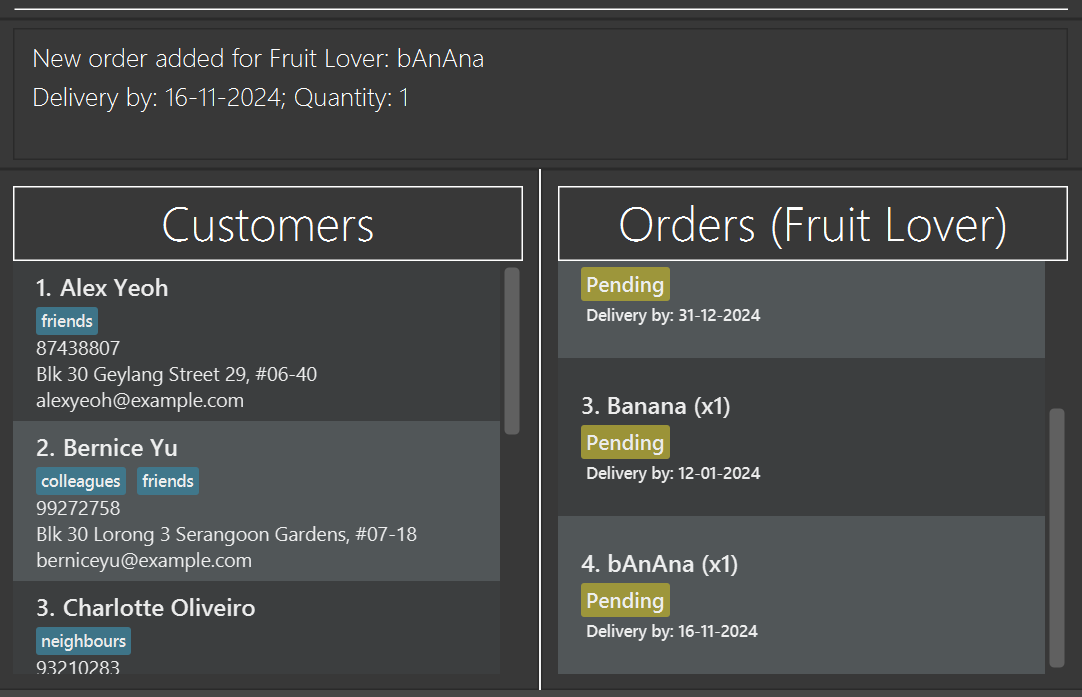 New order added for Fruit Lover: bAnAna
Delivery by: 16-11-2024; Quantity: 1
Customers
1. Alex Yeoh
friends
87438807
Blk 30 Geylang Street 29, #06-40
alexyeoh@example.com
2. Bernice Yu
colleagues friends
99272758
Blk 30 Lorong 3 Serangoon Gardens, #07-18
berniceyu@example.com
3. Charlotte Oliveiro
neighbours
93210283
Orders (Fruit Lover)
Pending
Delivery by: 31-12-2024
3. Banana (x1)
Pending
Delivery by: 12-01-2024
4. bAnAna (x1)
Pending
Delivery by: 16-11-2024